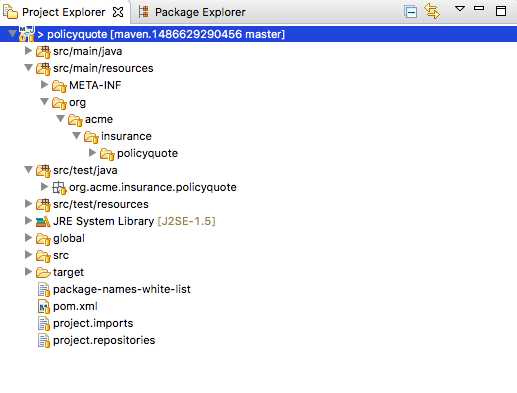 Project Explorer Package Explorer
> policyquote [maven.1486629290456 master]
src/main/java
src/main/resources
META-INF
org
acme
insurance
policyquote
src/test/java
org.acme.insurance.policyquote
src/test/resources
JRE System Library [J2SE-1.5]
global
src
target
package-names-white-list
pom.xml
project.imports
project.repositories